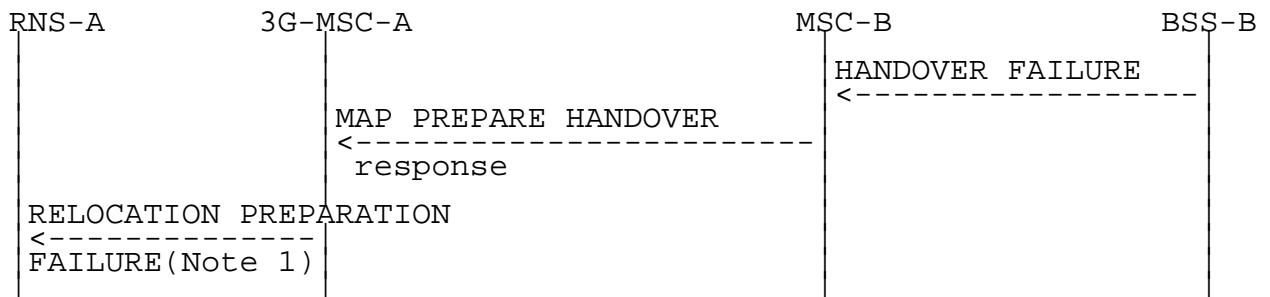 RNS-A 3G-MSC-A MSC-B BSS-B
HANDOVER FAILURE
MAP PREPARE HANDOVER
response
RELOCATION PREPARATION
FAILURE(Note 1)